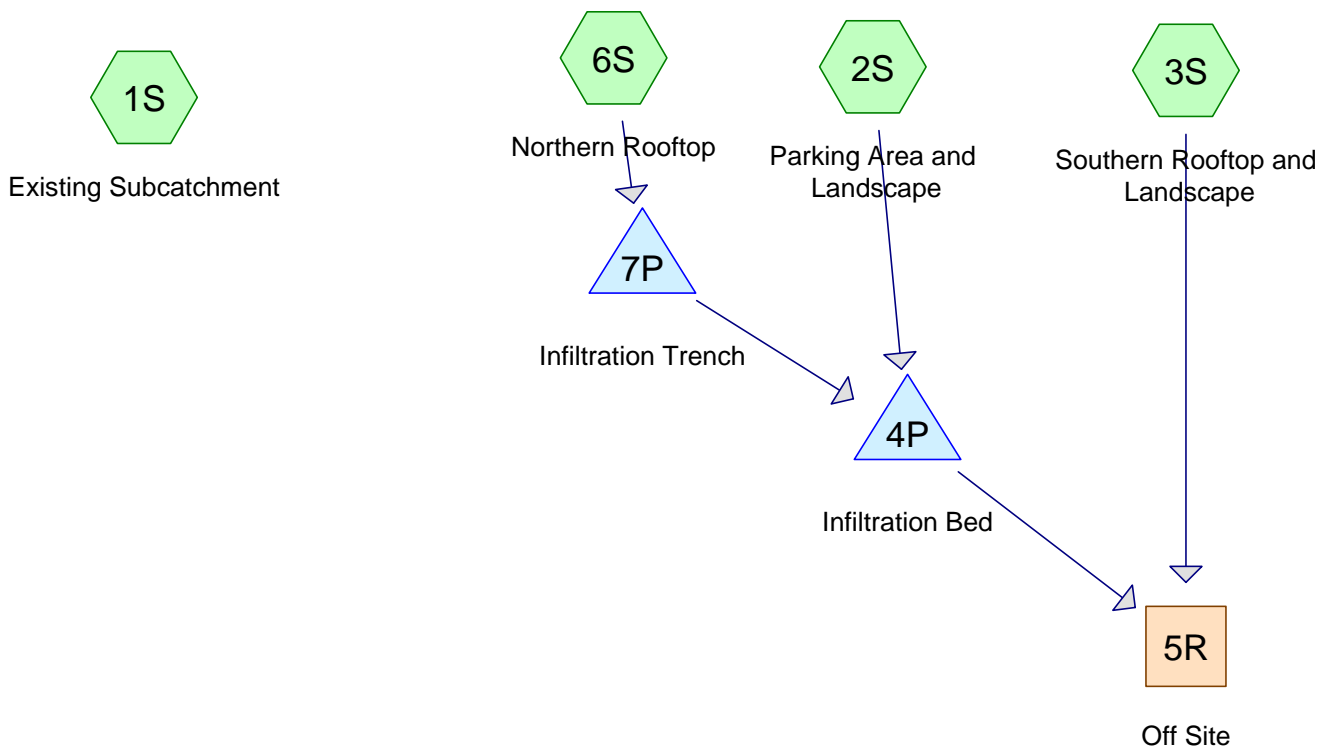 1S
Existing Subcatchment
6S
Northern Rooftop
2S
Parking Area and
Landscape
3S
Southern Rooftop and
Landscape
7P
Infiltration Trench
4P
Infiltration Bed
5R
Off Site